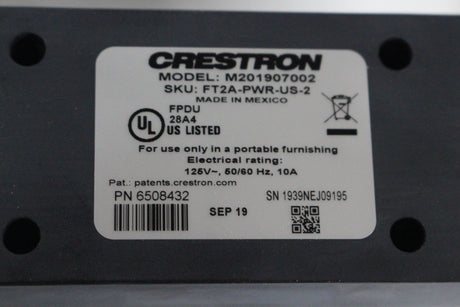 CRESTRON
MODEL: M201907002
SKU: FT2A-PWR-US-2
MADE IN MEXICO
UL
FPDU
28A4
US LISTED
For use only in a portable furnishing
Electrical rating:
125V~, 50/60 Hz, 10A
Pat.: patents.crestron.com
PN 6508432
SN 1939NEJ09195
SEP 19